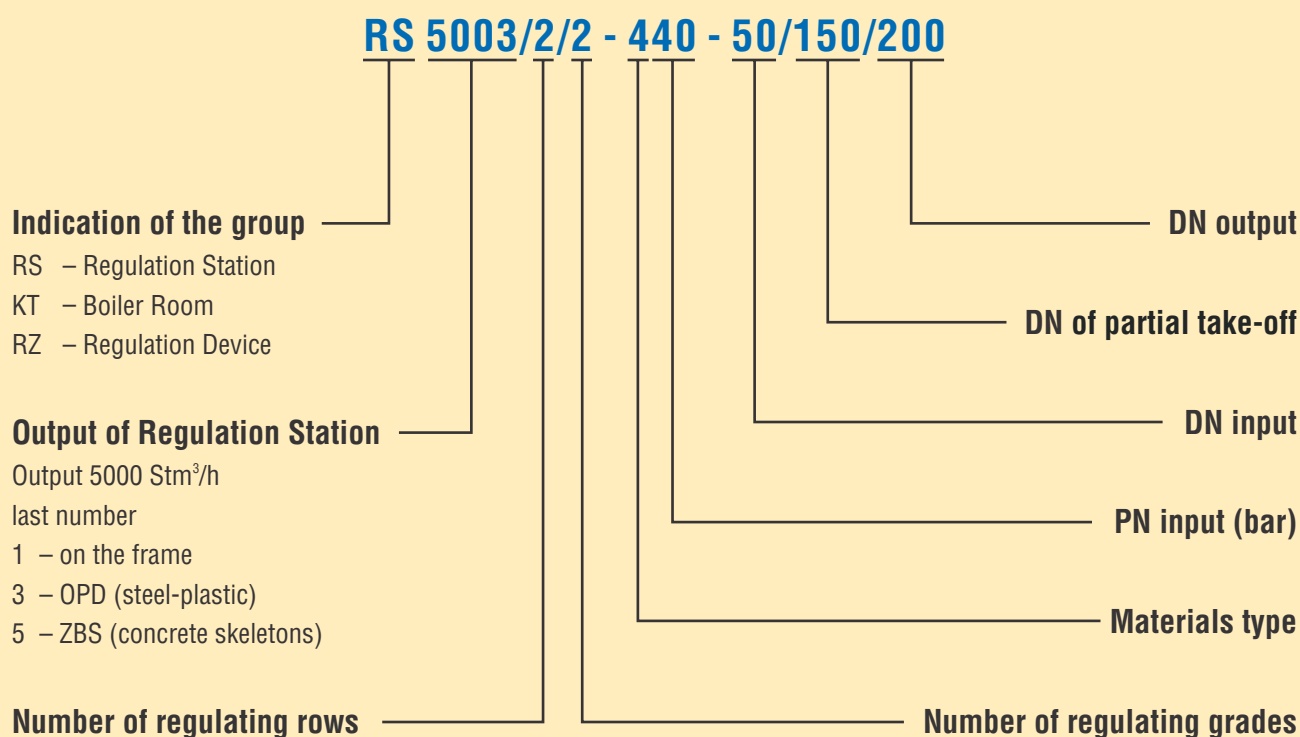 RS 5003/2/2 - 440 - 50/150/200
Indication of the group
RS – Regulation Station
KT – Boiler Room
RZ – Regulation Device
Output of Regulation Station
Output 5000 Stm³/h
last number
1 – on the frame
3 – OPD (steel-plastic)
5 – ZBS (concrete skeletons)
Number of regulating rows
DN output
DN of partial take-off
DN input
PN input (bar)
Materials type
Number of regulating grades